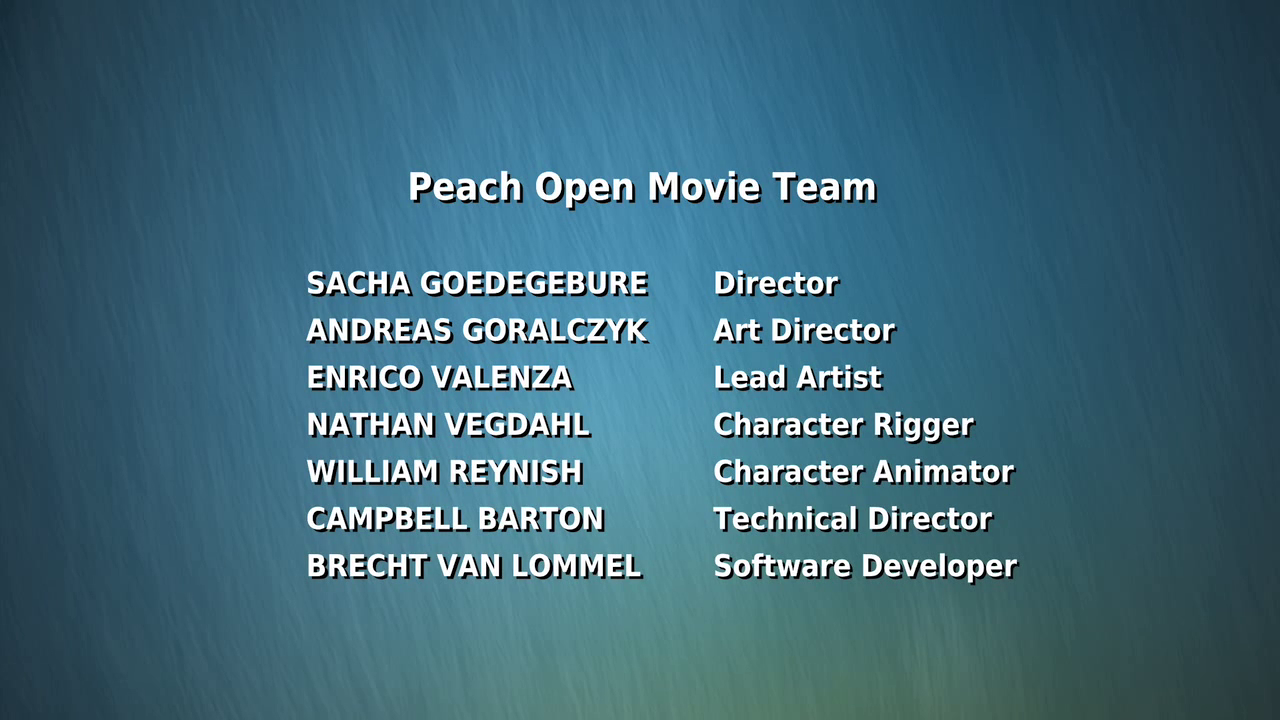 Peach Open Movie Team
SACHA GOEDEGEBURE Director
ANDREAS GORALCZYK Art Director
ENRICO VALENZA Lead Artist
NATHAN VEGDAHL Character Rigger
WILLIAM REYNISH Character Animator
CAMPBELL BARTON Technical Director
BRECHT VAN LOMMEL Software Developer